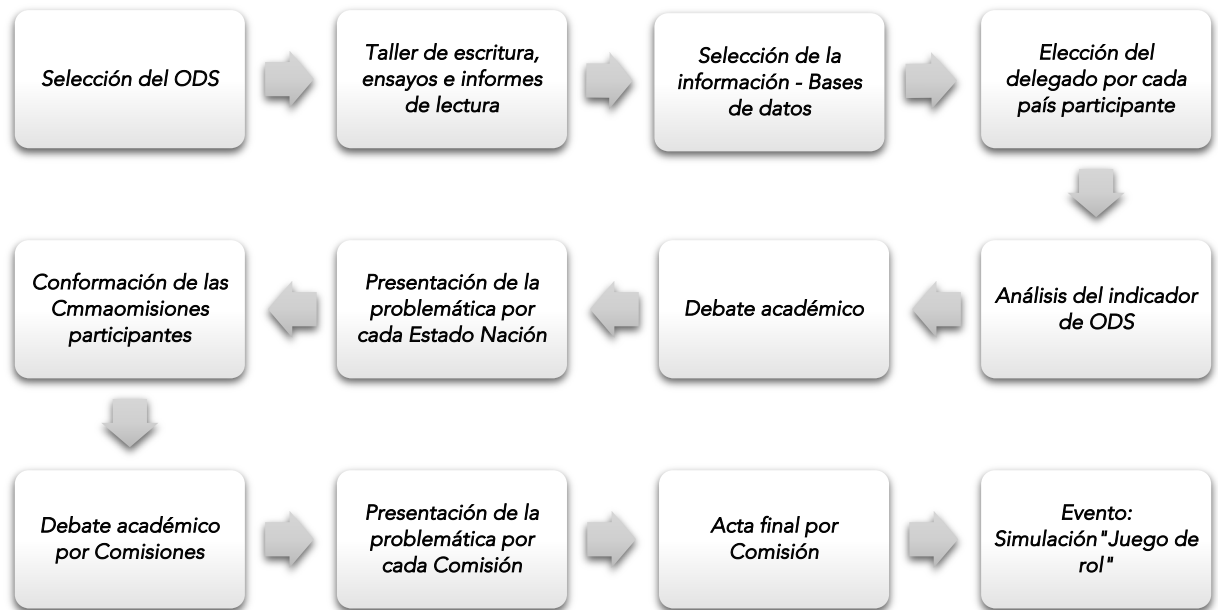 Selección del ODS
Taller de escritura,
ensayos e informes
de lectura
Selección de la
información - Bases
de datos
Elección del
delegado por cada
país participante
Análisis del indicador
de ODS
Debate académico
Presentación de la
problemática por
cada Estado Nación
Conformación de las
Cmmaomisiones
participantes
Debate académico
por Comisiones
Presentación de la
problemática por
cada Comisión
Acta final por
Comisión
Evento:
Simulación"Juego de
rol"